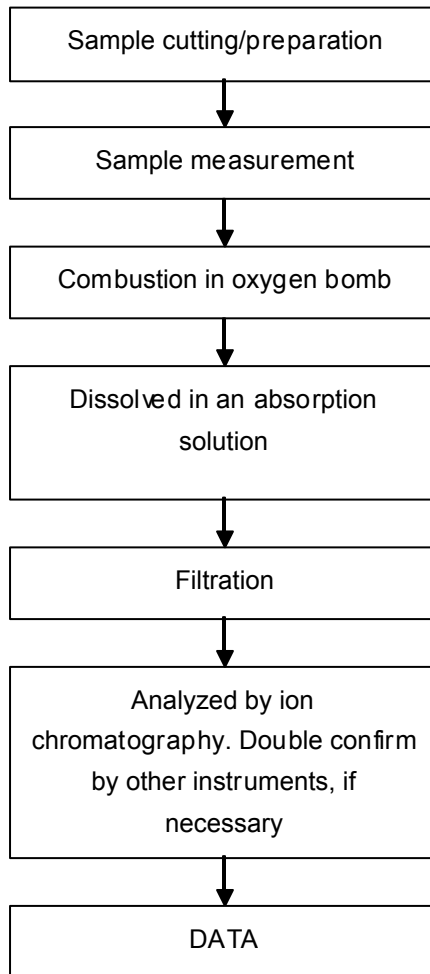 Sample cutting/preparation
Sample measurement
Combustion in oxygen bomb
Dissolved in an absorption
solution
Filtration
Analyzed by ion
chromatography. Double confirm
by other instruments, if
necessary
DATA